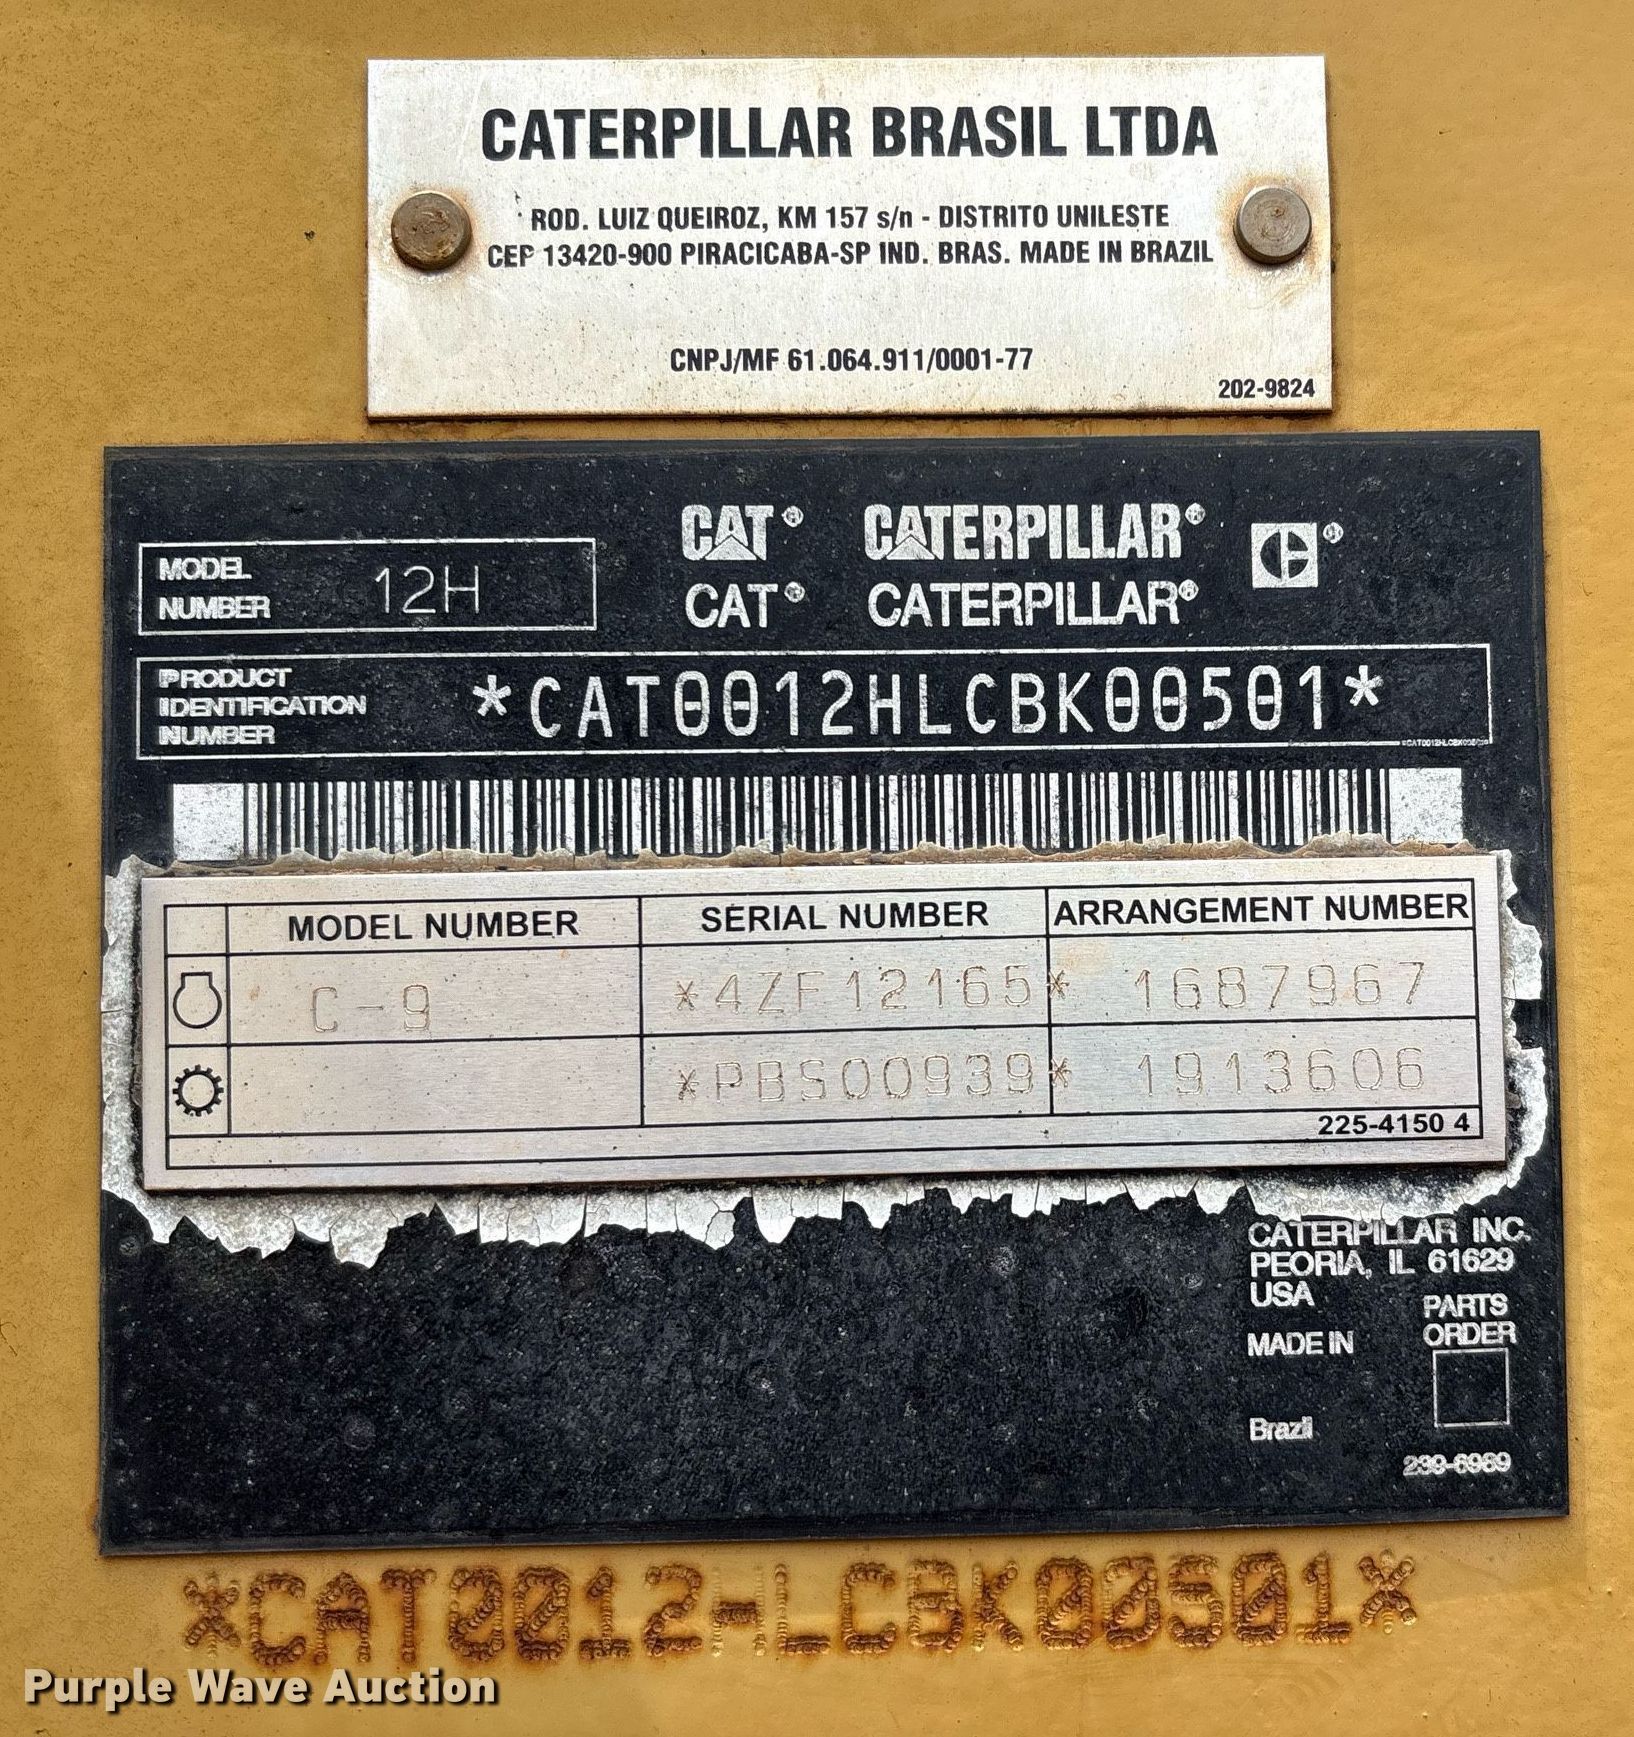 CATERPILLAR BRASIL LTDA
ROD. LUIZ QUEIROZ, KM 157 s/n - DISTRITO UNILESTE
CEP 13420-900 PIRACICABA-SP IND. BRAS. MADE IN BRAZIL
CNPJ/MF 61.064.911/0001-77
202-9824
CAT® CATERPILLAR® ®
MODEL
NUMBER 12H
CAT® CATERPILLAR®
PRODUCT
IDENTIFICATION
NUMBER
*CAT0012HLCBK00501*
MODEL NUMBER SERIAL NUMBER ARRANGEMENT NUMBER
C-9 *4ZF12165* 1687967
*PBS00939* 1913606
225-4150 4
CATERPILLAR INC.
PEORIA, IL 61629
USA
PARTS
ORDER
MADE IN
Brazil
239-6989
*CAT0012HLCBK00501*
Purple Wave Auction